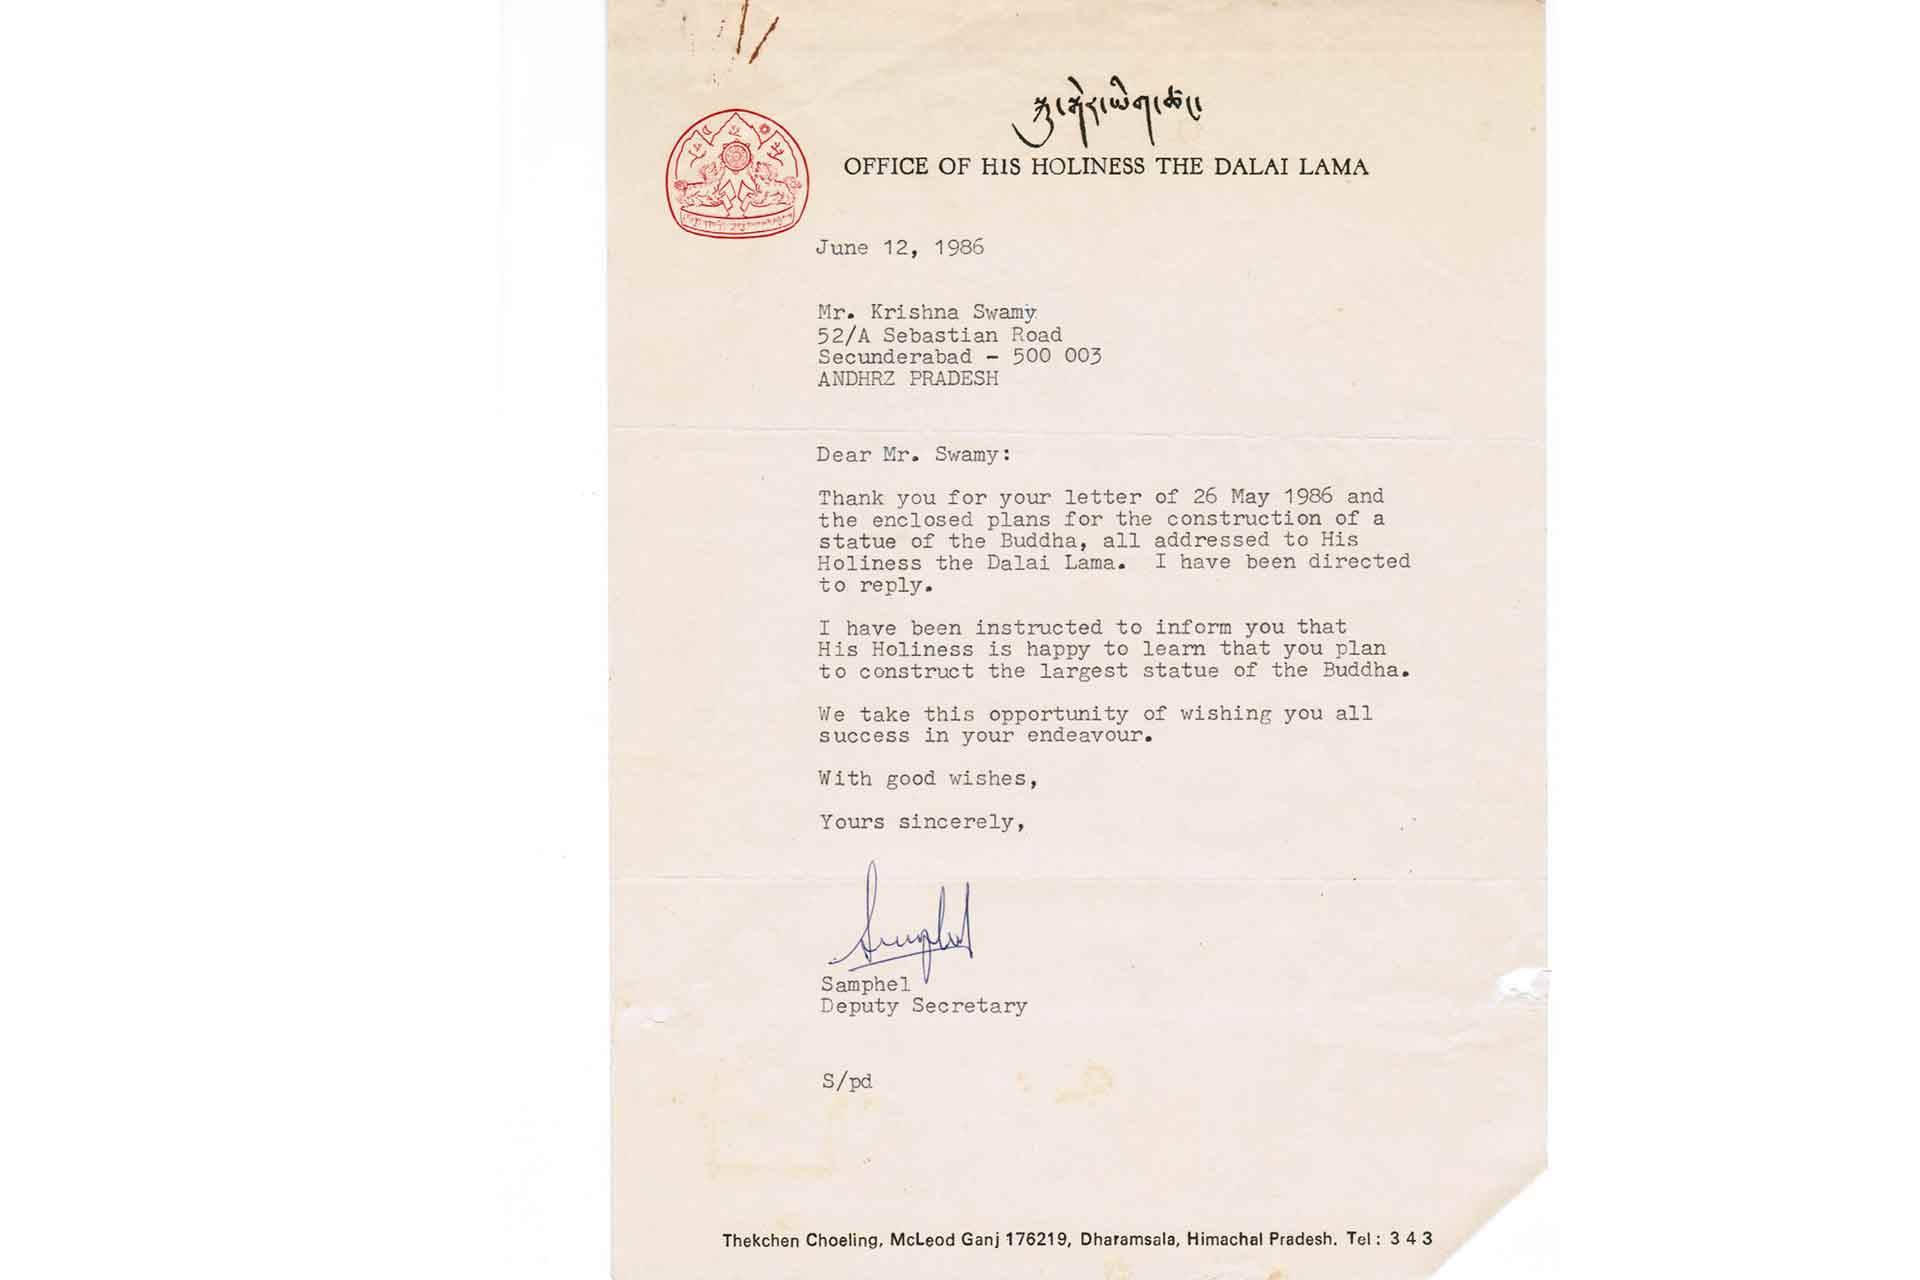 སྐུ་སྒེར་ཡིག་ཚང།
OFFICE OF HIS HOLINESS THE DALAI LAMA
June 12, 1986
Mr. Krishna Swamy
52/A Sebastian Road
Secunderabad - 500 003
ANDHRZ PRADESH
Dear Mr. Swamy:
Thank you for your letter of 26 May 1986 and
the enclosed plans for the construction of a
statue of the Buddha, all addressed to His
Holiness the Dalai Lama.  I have been directed
to reply.
I have been instructed to inform you that
His Holiness is happy to learn that you plan
to construct the largest statue of the Buddha.
We take this opportunity of wishing you all
success in your endeavour.
With good wishes,
Yours sincerely,
Samphel
Samphel
Deputy Secretary
S/pd
Thekchen Choeling, McLeod Ganj 176219, Dharamsala, Himachal Pradesh. Tel : 3 4 3